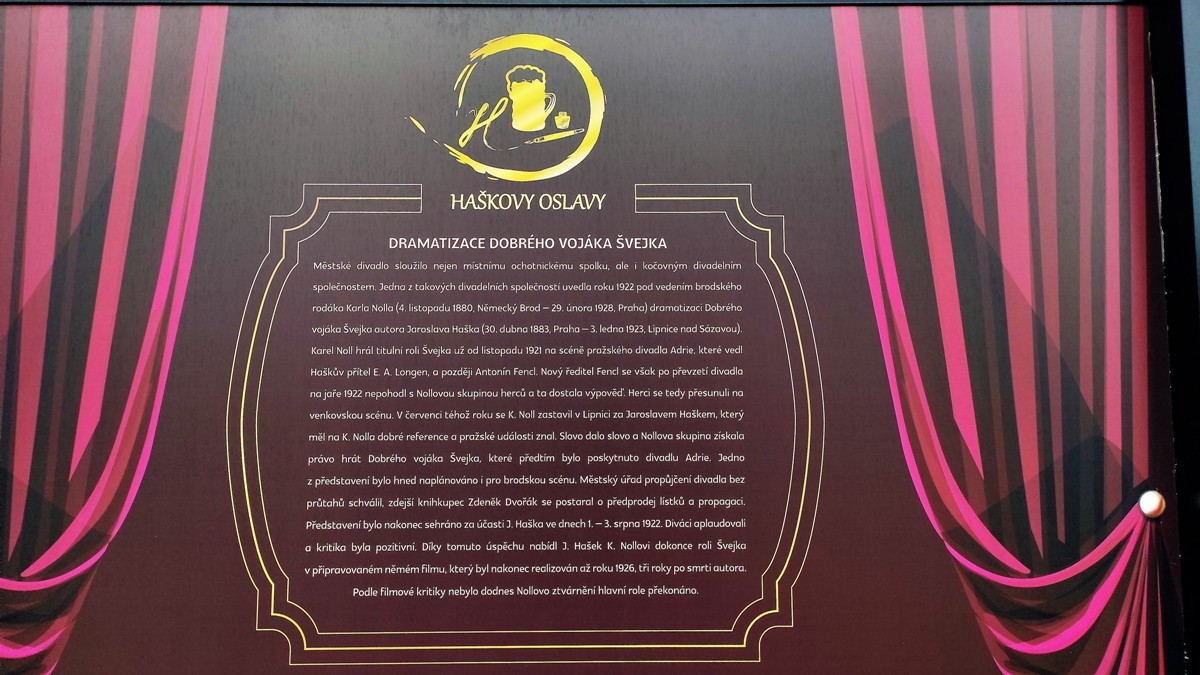 H
HAŠKOVY OSLAVY
DRAMATIZACE DOBRÉHO VOJÁKA ŠVEJKA
Městské divadlo sloužilo nejen místnímu ochotnickému spolku, ale i kočovným divadelním
společnostem. Jedna z takových divadelních společností uvedla roku 1922 pod vedením brodského
rodáka Karla Nolla (4. listopadu 1880, Německý Brod – 29. února 1928, Praha) dramatizaci Dobrého
vojáka Švejka autora Jaroslava Haška (30. dubna 1883, Praha – 3. ledna 1923, Lipnice nad Sázavou).
Karel Noll hrál titulní roli Švejka už od listopadu 1921 na scéně pražského divadla Adrie, které vedl
Haškův přítel E. A. Longen, a později Antonín Fencl. Nový ředitel Fencl se však po převzetí divadla
na jaře 1922 nepohodl s Nollovou skupinou herců a ta dostala výpověď. Herci se tedy přesunuli na
venkovskou scénu. V červenci téhož roku se K. Noll zastavil v Lipnici za Jaroslavem Haškem, který
měl na K. Nolla dobré reference a pražské události znal. Slovo dalo slovo a Nollova skupina získala
právo hrát Dobrého vojáka Švejka, které předtím bylo poskytnuto divadlu Adrie. Jedno
z představení bylo hned naplánováno i pro brodskou scénu. Městský úřad propůjčení divadla bez
průtahů schválil, zdejší knihkupec Zdeněk Dvořák se postaral o předprodej lístků a propagaci.
Představení bylo nakonec sehráno za účasti J. Haška ve dnech 1. – 3. srpna 1922. Diváci aplaudovali
a kritika byla pozitivní. Díky tomuto úspěchu nabídl J. Hašek K. Nollovi dokonce roli Švejka
v připravovaném němém filmu, který byl nakonec realizován až roku 1926, tři roky po smrti autora.
Podle filmové kritiky nebylo dodnes Nollovo ztvárnění hlavní role překonáno.